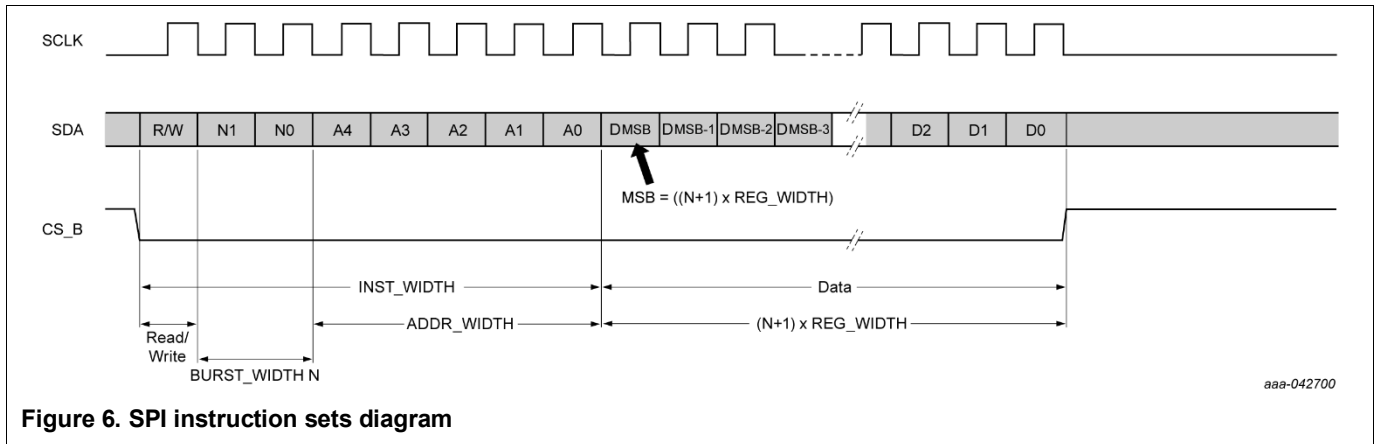 SCLK
SDA
R/W N1 N0 A4 A3 A2 A1 A0 DMSB DMSB-1 DMSB-2 DMSB-3 D2 D1 D0
MSB = ((N+1) x REG_WIDTH)
CS_B
INST_WIDTH Data
ADDR_WIDTH (N+1) x REG_WIDTH
Read/
Write
BURST_WIDTH N
aaa-042700
Figure 6. SPI instruction sets diagram